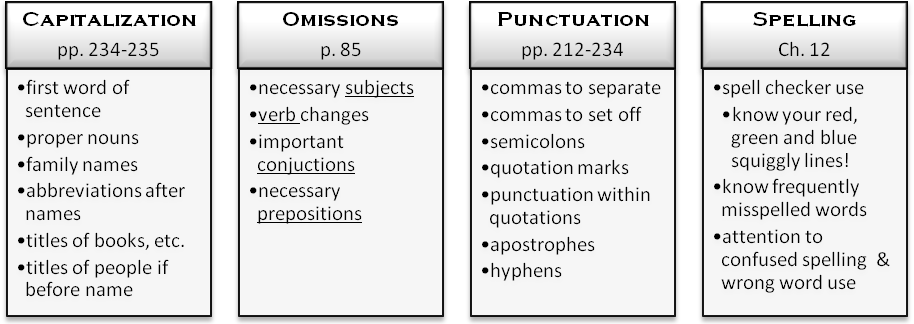 CAPITALIZATION
pp. 234-235
•first word of
sentence
•proper nouns
•family names
•abbreviations after
names
•titles of books, etc.
•titles of people if
before name
OMISSIONS
p. 85
•necessary subjects
•verb changes
•important
conjuctions
•necessary
prepositions
PUNCTUATION
pp. 212-234
•commas to separate
•commas to set off
•semicolons
•quotation marks
•punctuation within
quotations
•apostrophes
•hyphens
SPELLING
Ch. 12
•spell checker use
•know your red,
green and blue
squiggly lines!
•know frequently
misspelled words
•attention to
confused spelling &
wrong word use